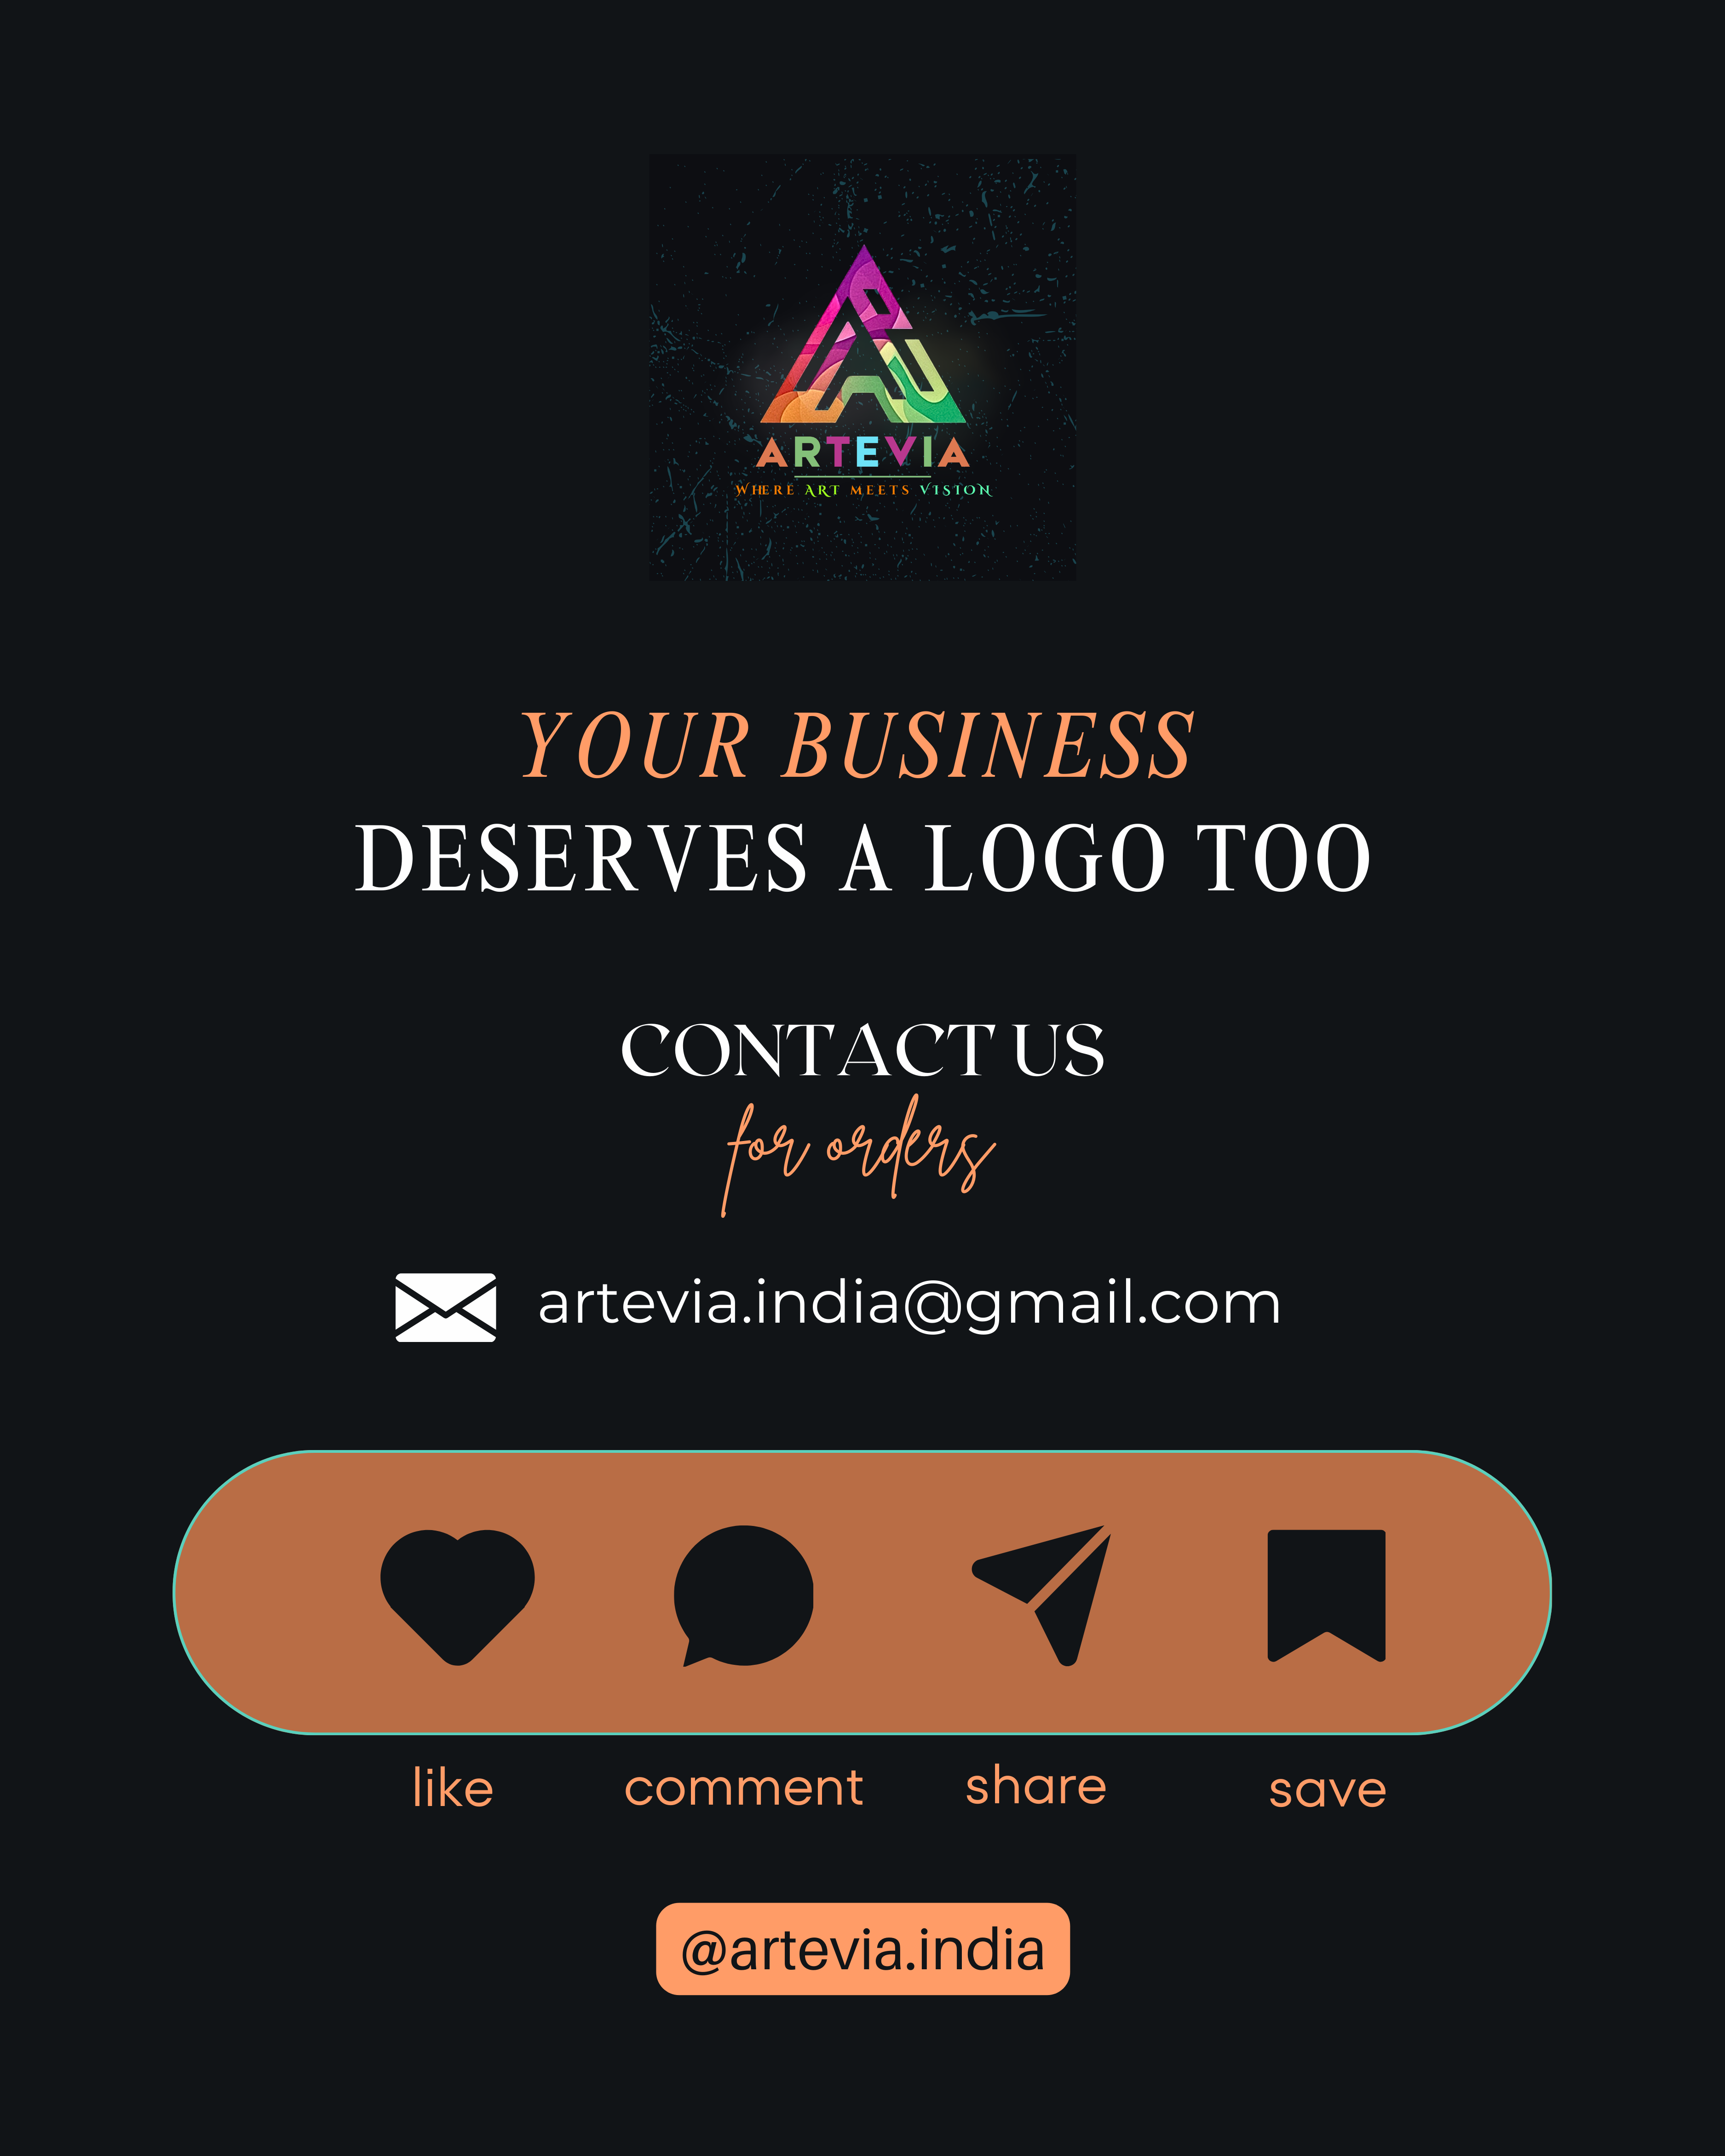 ARTEVIA
WHERE ART MEETS VISION
YOUR BUSINESS
DESERVES A LOGO TOO
CONTACT US
for orders
artevia.india@gmail.com
like comment share save
@artevia.india